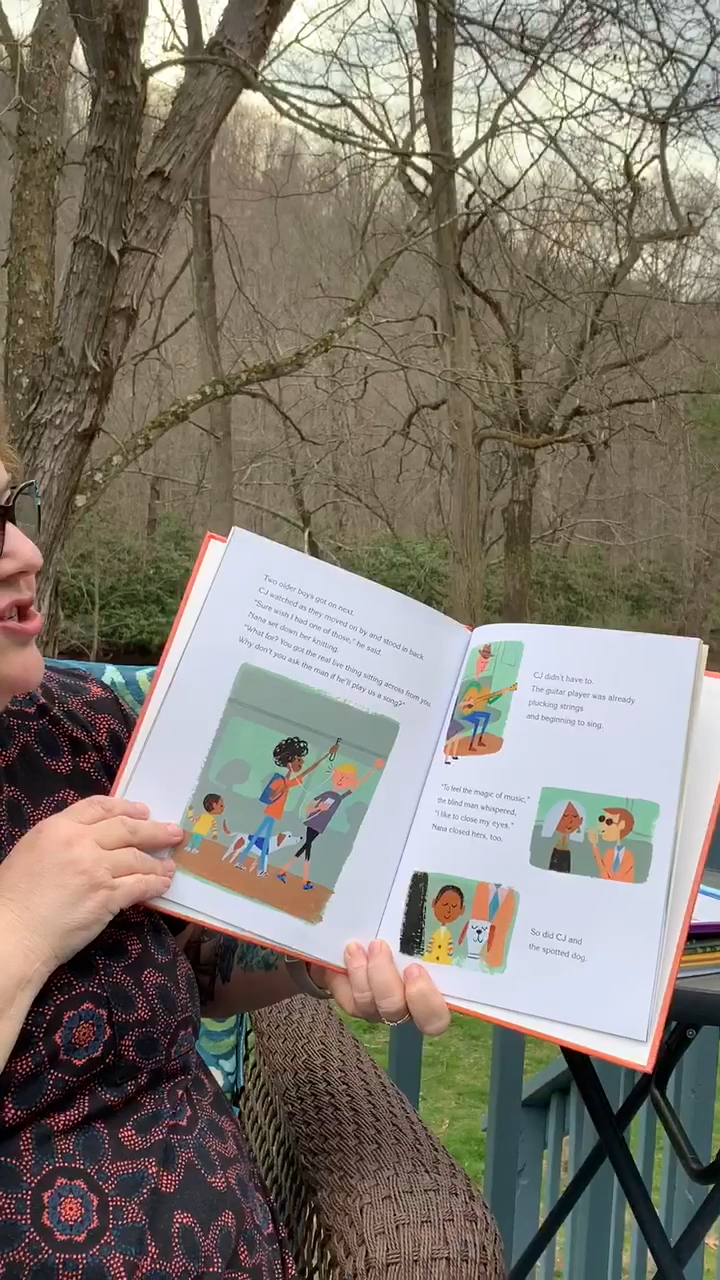 Two older boys got on next.
CJ watched as they moved on by and stood in back.
"Sure wish I had one of those," he said.
Nana set down her knitting.
"What for? You got the real live thing sitting across from you.
Why don't you ask the man if he'll play us a song?"
CJ didn't have to.
The guitar player was already
plucking strings
and beginning to sing.
"To feel the magic of music,"
the blind man whispered,
"I like to close my eyes."
Nana closed hers, too.
So did CJ and
the spotted dog.